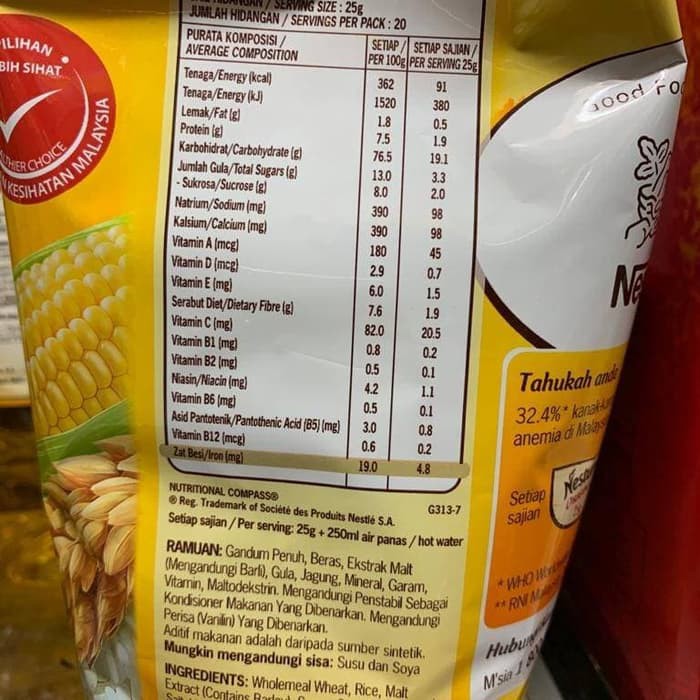 SERVING SIZE : 25g
JUMLAH HIDANGAN / SERVINGS PER PACK : 20
PURATA KOMPOSISI /
AVERAGE COMPOSITION
SETIAP /
PER 100g
SETIAP SAJIAN /
PER SERVING 25g
Tenaga/Energy (kcal) 362 91
Tenaga/Energy (kJ) 1520 380
Lemak/Fat (g) 1.8 0.5
Protein (g) 7.5 1.9
Karbohidrat/Carbohydrate (g) 76.5 19.1
Jumlah Gula/Total Sugars (g) 13.0 3.3
- Sukrosa/Sucrose (g) 8.0 2.0
Natrium/Sodium (mg) 390 98
Kalsium/Calcium (mg) 390 98
Vitamin A (mcg) 180 45
Vitamin D (mcg) 2.9 0.7
Vitamin E (mg) 6.0 1.5
Serabut Diet/Dietary Fibre (g) 7.6 1.9
Vitamin C (mg) 82.0 20.5
Vitamin B1 (mg) 0.8 0.2
Vitamin B2 (mg) 0.5 0.1
Niasin/Niacin (mg) 4.2 1.1
Vitamin B6 (mg) 0.5 0.1
Asid Pantotenik/Pantothenic Acid (B5) (mg) 3.0 0.8
Vitamin B12 (mcg) 0.6 0.2
Zat Besi/Iron (mg) 19.0 4.8
NUTRITIONAL COMPASS®
® Reg. Trademark of Société des Produits Nestlé S.A. G313-7
Setiap sajian / Per serving: 25g + 250ml air panas / hot water
RAMUAN: Gandum Penuh, Beras, Ekstrak Malt
(Mengandungi Barli), Gula, Jagung, Mineral, Garam,
Vitamin, Maltodekstrin. Mengandungi Penstabil Sebagai
Kondisioner Makanan Yang Dibenarkan. Mengandungi
Perisa (Vanilin) Yang Dibenarkan.
Aditif makanan adalah daripada sumber sintetik.
Mungkin mengandungi sisa: Susu dan Soya
INGREDIENTS: Wholemeal Wheat, Rice, Malt
Extract (Contains
PILIHAN
LEBIH SIHAT
CHOICE
KESIHATAN MALAYSIA
Good
Tahukah anda
32.4%*
anemia di
Setiap
sajian
* WHO
** RNI
M'sia 1